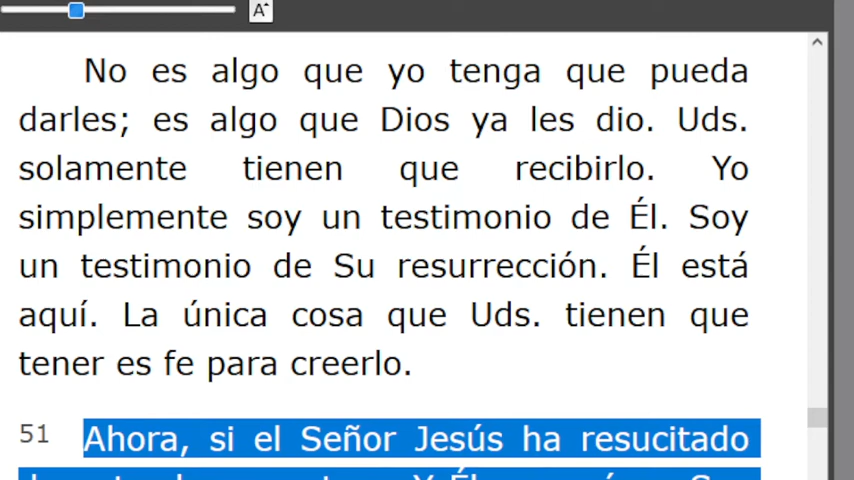 A
No es algo que yo tenga que pueda
darles; es algo que Dios ya les dio. Uds.
solamente tienen que recibirlo. Yo
simplemente soy un testimonio de Él. Soy
un testimonio de Su resurrección. Él está
aquí. La única cosa que Uds. tienen que
tener es fe para creerlo.
51 Ahora, si el Señor Jesús ha resucitado